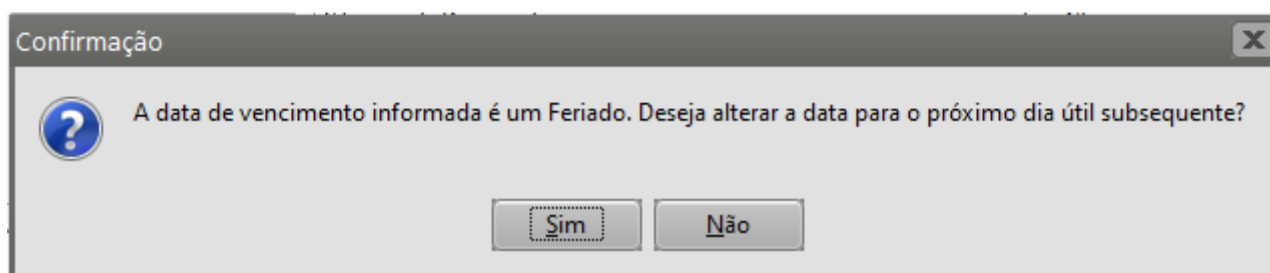 Confirmação
A data de vencimento informada é um Feriado. Deseja alterar a data para o próximo dia útil subsequente?
Sim
Não